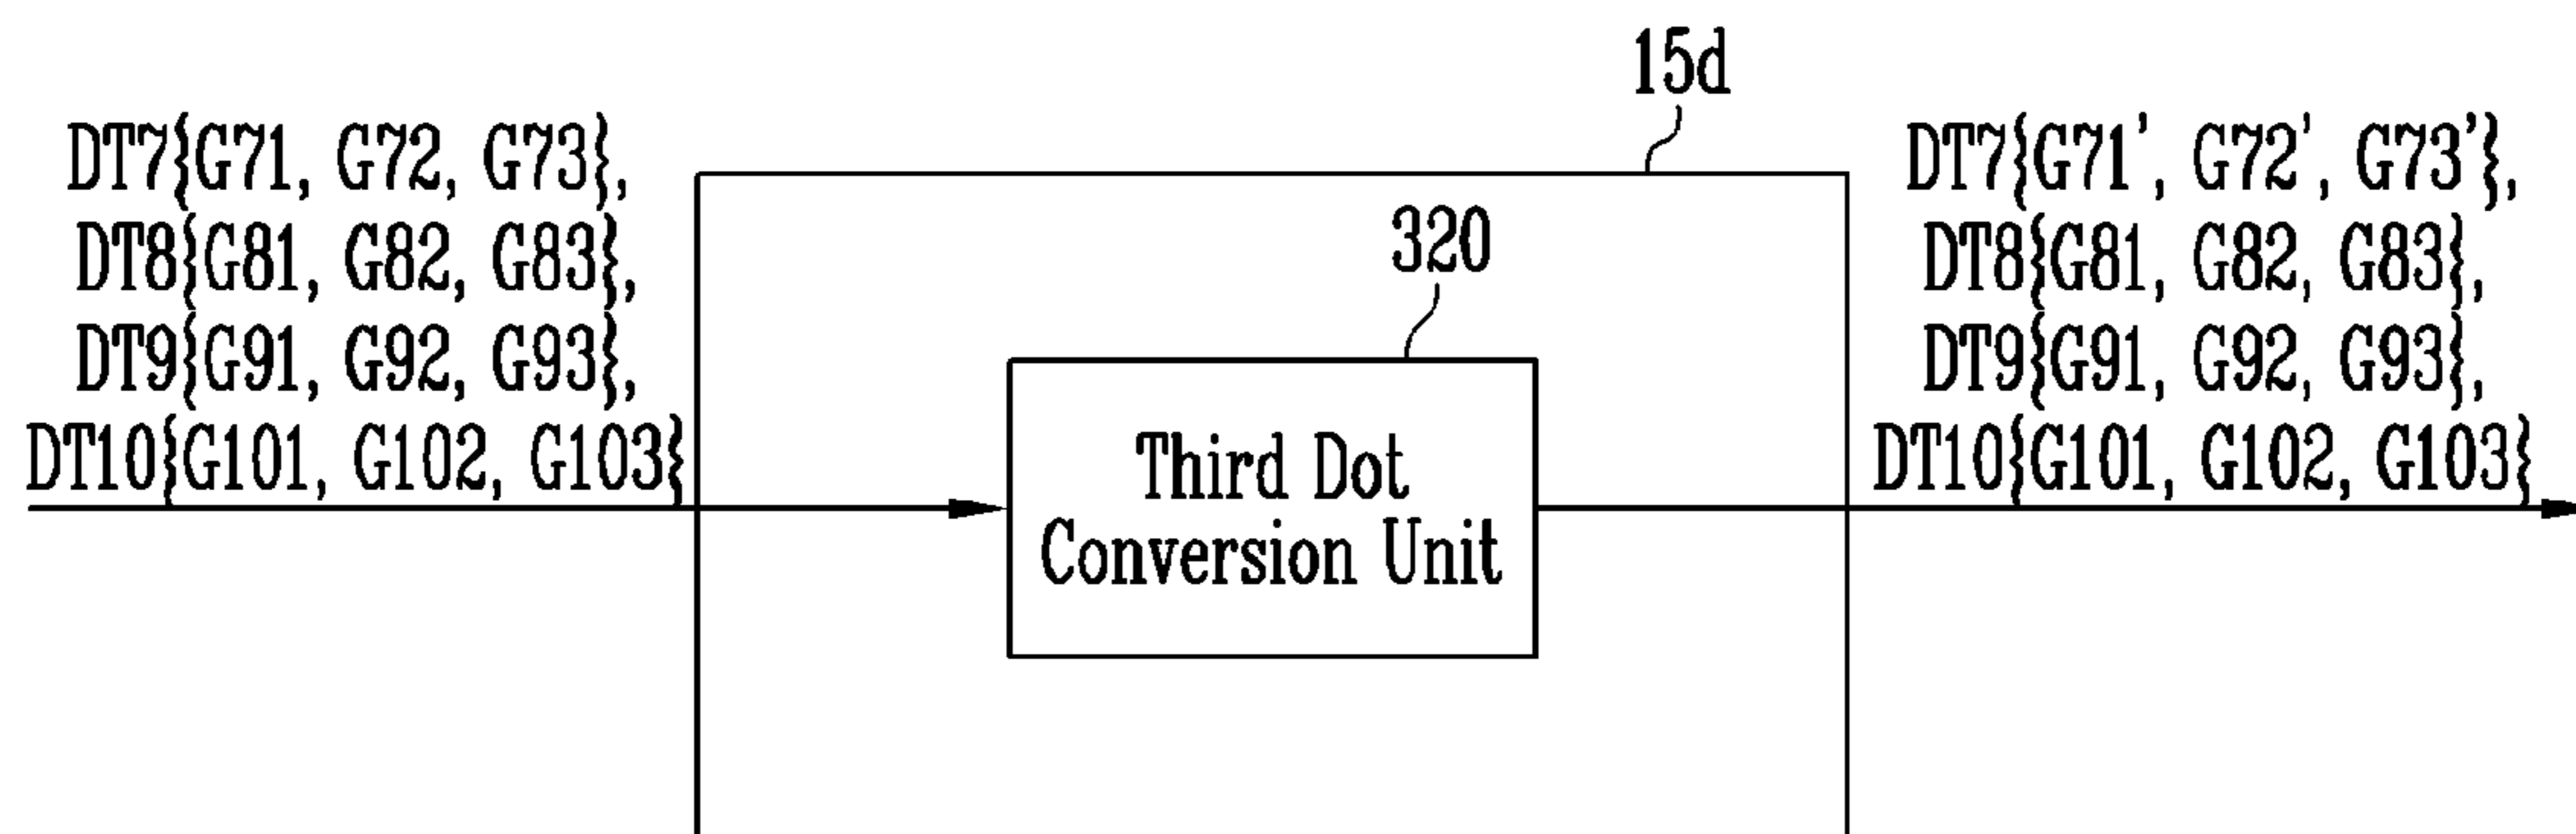 15d
DT7{G71, G72, G73},
DT8{G81, G82, G83},
DT9{G91, G92, G93},
DT10{G101, G102, G103{
320
Third Dot
Conversion Unit
DT7{G71', G72', G73'},
DT8{G81, G82, G83},
DT9{G91, G92, G93},
DT10{G101, G102, G103{